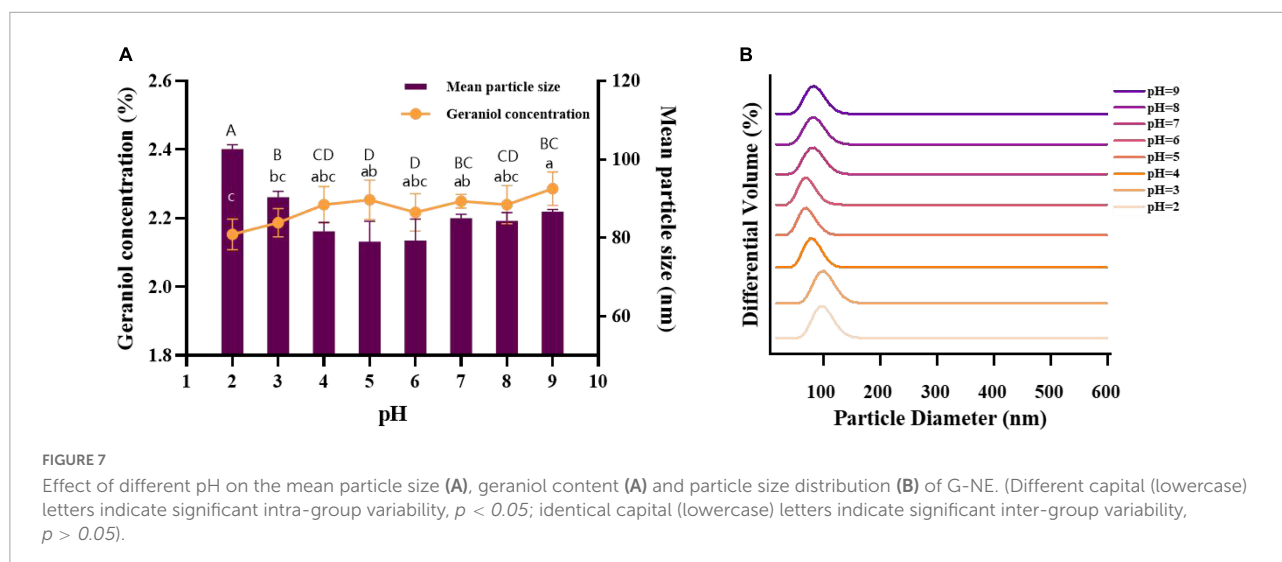 A
Mean particle size
Geraniol concentration
Geraniol concentration (%)
2.6
2.4
2.2
2.0
1.8
120
100
80
60
Mean particle size (nm)
A B CD D D BC CD BC
c bc abc ab abc ab abc a
1 2 3 4 5 6 7 8 9 10
pH
B
Differential Volume (%)
pH=9
pH=8
pH=7
pH=6
pH=5
pH=4
pH=3
pH=2
100 200 300 400 500 600
Particle Diameter (nm)
FIGURE 7
Effect of different pH on the mean particle size (A), geraniol content (A) and particle size distribution (B) of G-NE. (Different capital (lowercase)
letters indicate significant intra-group variability, p < 0.05; identical capital (lowercase) letters indicate significant inter-group variability,
p > 0.05).